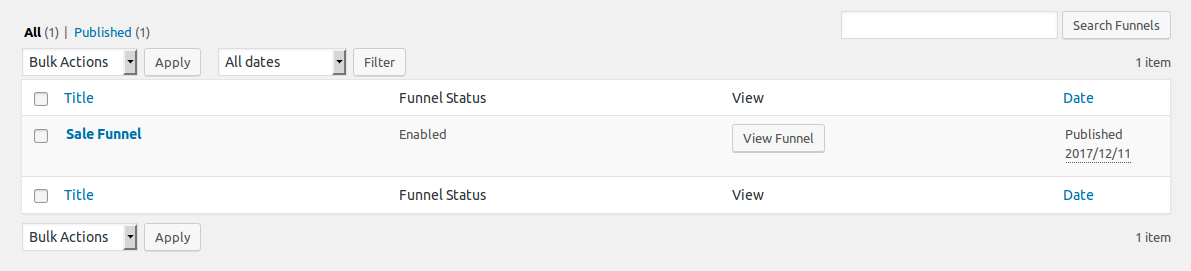 All (1) | Published (1)
Search Funnels
Bulk Actions Apply All dates Filter 1 item
Title Funnel Status View Date
Sale Funnel Enabled View Funnel Published
2017/12/11
Title Funnel Status View Date
Bulk Actions Apply 1 item